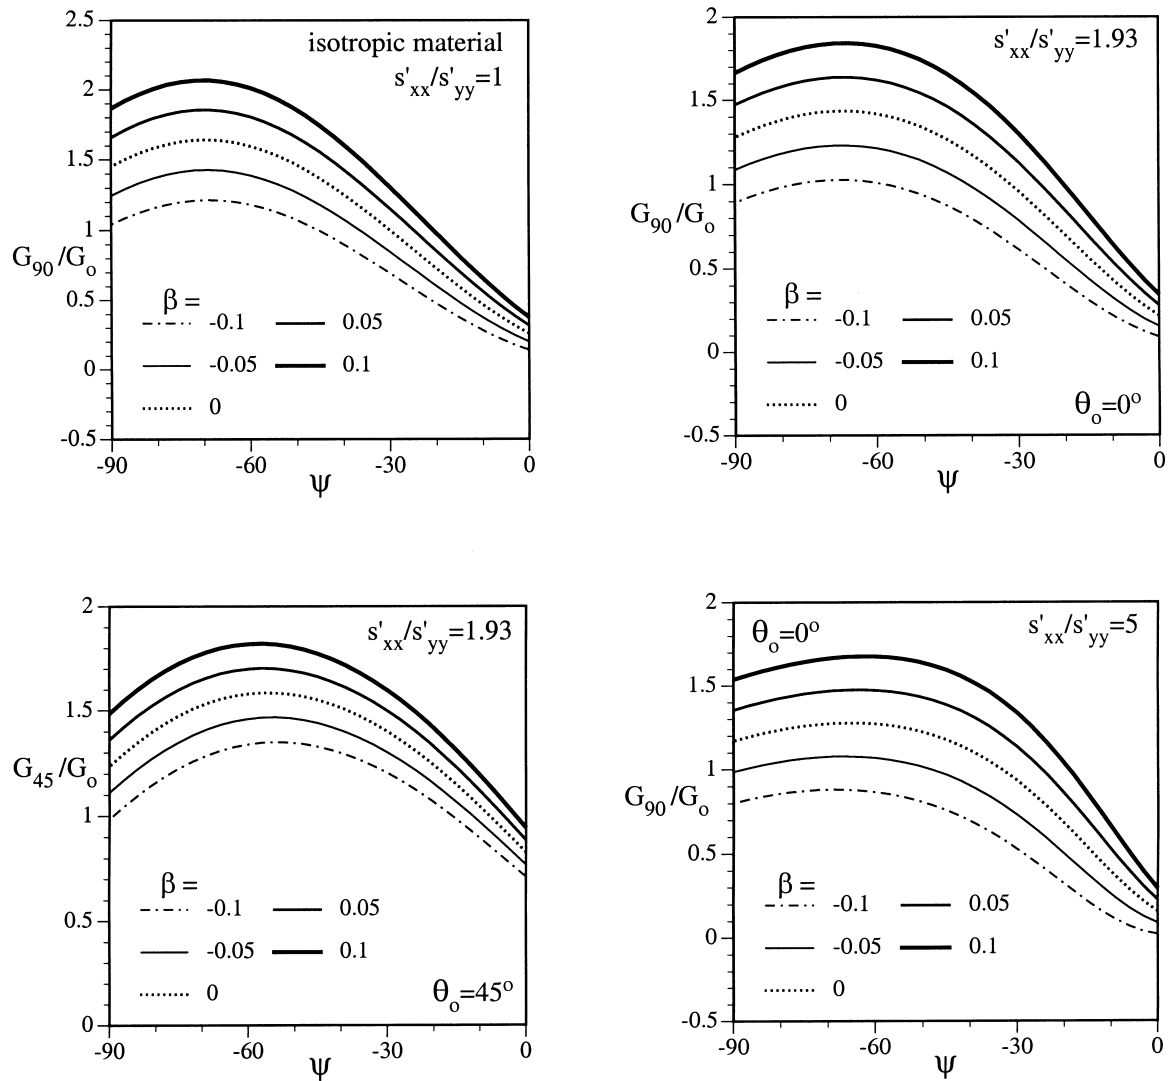 2.5
2
1.5
1
0.5
0
-0.5
G90/Go
isotropic material
s'xx/s'yy=1
β =
-0.1 0.05
-0.05 0.1
0
-90 -60 -30 0
ψ
2
1.5
1
0.5
0
-0.5
G90/Go
s'xx/s'yy=1.93
β =
-0.1 0.05
-0.05 0.1
0
θo=0o
-90 -60 -30 0
ψ
2
1.5
1
0.5
0
G45/Go
s'xx/s'yy=1.93
β =
-0.1 0.05
-0.05 0.1
0
θo=45o
-90 -60 -30 0
ψ
2
1.5
1
0.5
0
-0.5
G90/Go
θo=0o s'xx/s'yy=5
β =
-0.1 0.05
-0.05 0.1
0
-90 -60 -30 0
ψ